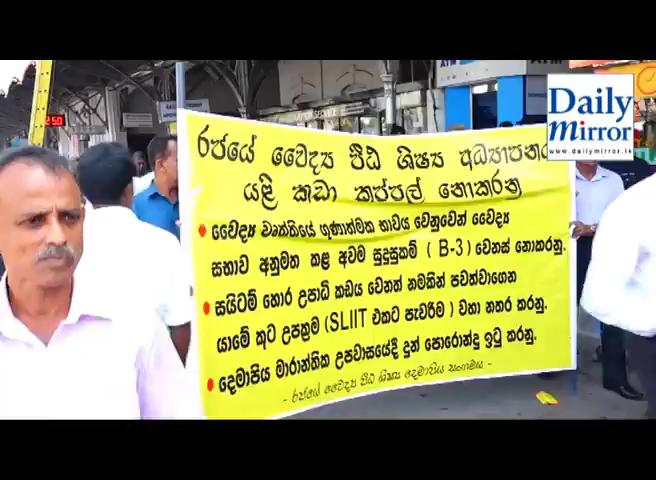 Daily
Mirror
www.dailymirror.lk
රජයේ වෛද්‍ය පීඨ ශිෂ්‍ය අධ්‍යාපනය
යළි කඩා කප්පල් නොකරනු
• වෛද්‍ය වෘත්තියේ ගුණාත්මක භාවය වෙනුවෙන් වෛද්‍ය
සභාව අනුමත කළ අවම සුදුසුකම් ( B-3 ) වෙනස් නොකරනු.
• සයිටම් හොර උපාධි කඩය වෙනත් නමකින් පවත්වාගෙන
යාමේ කූට උපක්‍රම (SLIIT එකට පැවරීම ) වහා නතර කරනු.
• දෙමාපිය මාරාන්තික උපවාසයේදී දුන් පොරොන්දු ඉටු කරනු.
- රජයේ වෛද්‍ය පීඨ ශිෂ්‍ය දෙමාපිය සංගමය -